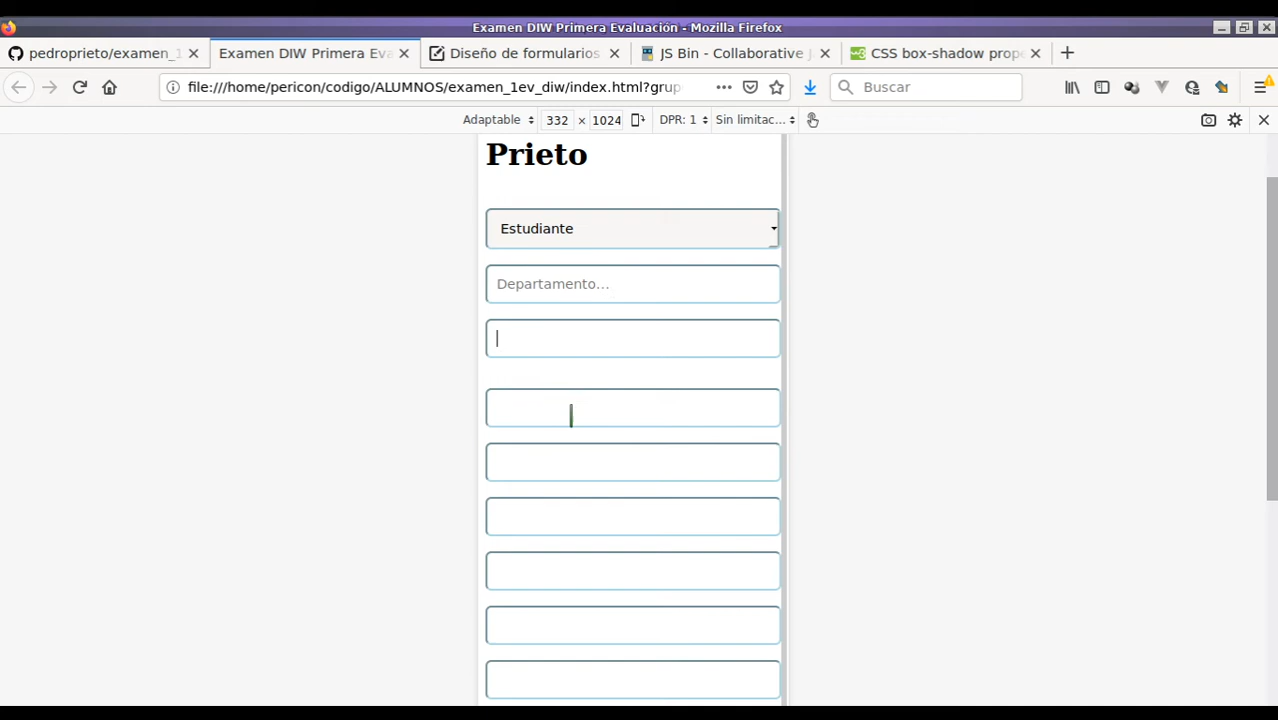 Examen DIW Primera Evaluación - Mozilla Firefox
pedroprieto/examen_1
Examen DIW Primera Eva
Diseño de formularios
JS Bin - Collaborative J
CSS box-shadow prope
file:///home/pericon/codigo/ALUMNOS/examen_1ev_diw/index.html?grup
Buscar
Adaptable 332 × 1024 DPR: 1 Sin limitac...
Prieto
Estudiante
Departamento...